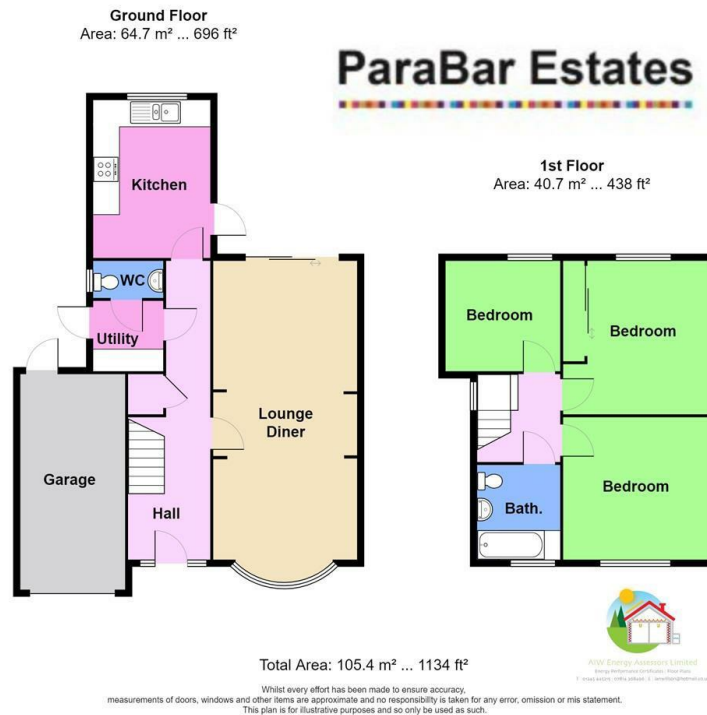 Ground Floor
Area: 64.7 m² ... 696 ft²
ParaBar Estates
1st Floor
Area: 40.7 m² ... 438 ft²
Kitchen
WC
Utility
Lounge
Diner
Garage
Hall
Bedroom
Bedroom
Bedroom
Bath.
AIW Energy Assessors Limited
Total Area: 105.4 m² ... 1134 ft²
Whilst every effort has been made to ensure accuracy,
measurements of doors, windows and other items are approximate and no responsibility is taken for any error, omission or mis statement.
This plan is for illustrative purposes and so only be used as such.